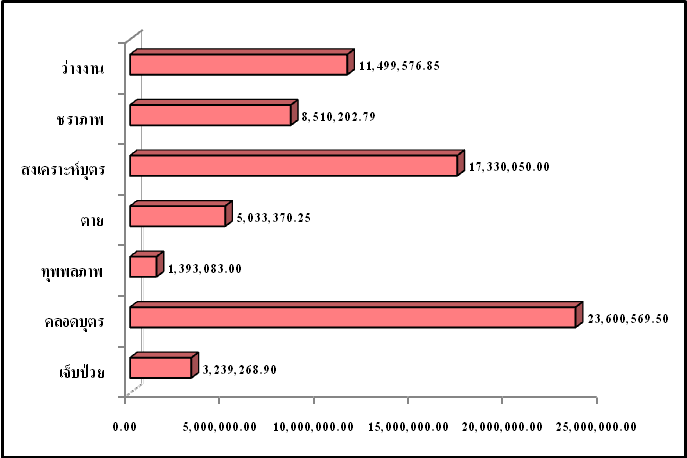 ว่างงาน 11,499,576.85
ชราภาพ 8,510,202.79
สงเคราะห์บุตร 17,330,050.00
ตาย 5,033,370.25
ทุพพลภาพ 1,393,083.00
คลอดบุตร 23,600,569.50
เจ็บป่วย 3,239,268.90
0.00 5,000,000.00 10,000,000.00 15,000,000.00 20,000,000.00 25,000,000.00